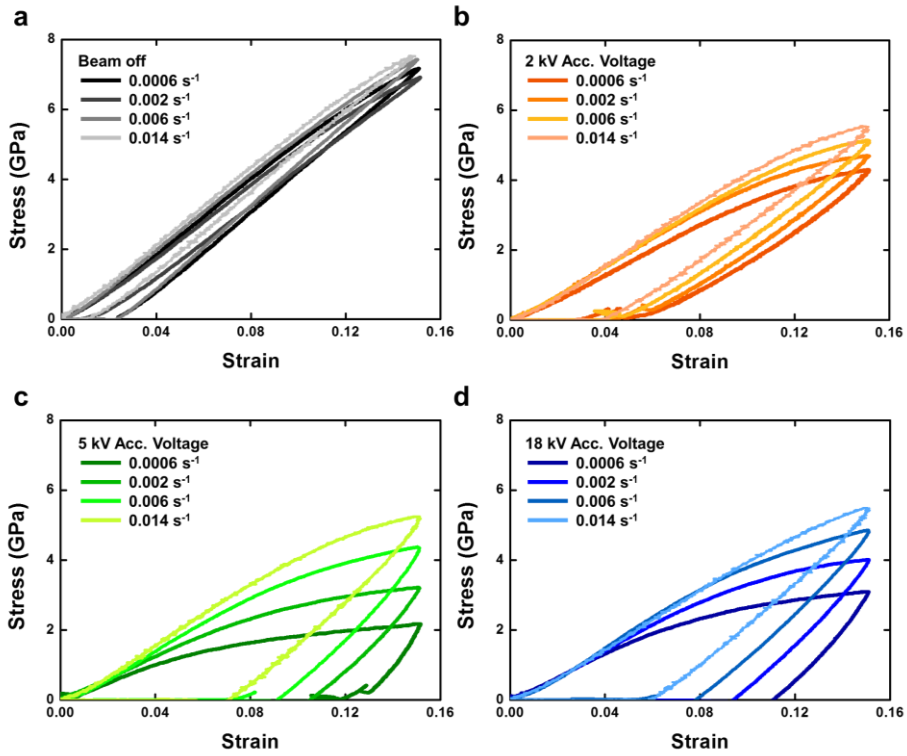 a
Beam off
0.0006 s⁻¹
0.002 s⁻¹
0.006 s⁻¹
0.014 s⁻¹
8
6
4
2
0
0.00 0.04 0.08 0.12 0.16
Stress (GPa)
Strain
b
2 kV Acc. Voltage
0.0006 s⁻¹
0.002 s⁻¹
0.006 s⁻¹
0.014 s⁻¹
8
6
4
2
0
0.00 0.04 0.08 0.12 0.16
Stress (GPa)
Strain
c
5 kV Acc. Voltage
0.0006 s⁻¹
0.002 s⁻¹
0.006 s⁻¹
0.014 s⁻¹
8
6
4
2
0
0.00 0.04 0.08 0.12 0.16
Stress (GPa)
Strain
d
18 kV Acc. Voltage
0.0006 s⁻¹
0.002 s⁻¹
0.006 s⁻¹
0.014 s⁻¹
8
6
4
2
0
0.00 0.04 0.08 0.12 0.16
Stress (GPa)
Strain